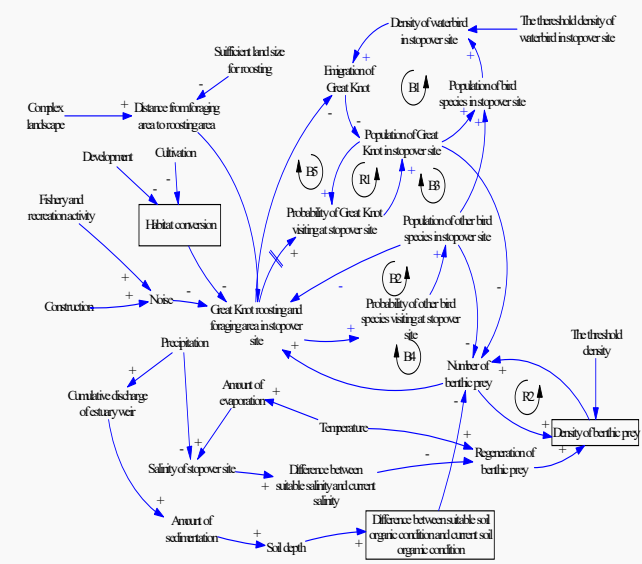 Density of waterbird
in stopover site
The thereshold density of
waterbird in stopover site
+
Suifficient land size
for roosting
+
Emigration of
Great Knot
B1
-
Population of bird
species in stopover site
Complex
landscape
+
Distance from foraging
area to roosting area
-
-
+
+
Population of Great
Knot in stopover site
Development
Cultivation
B5
R1
+
B3
-
-
+
Fishery and
recreation activity
Habitat conversion
Probability of Great Knot
visiting at stopover site
Population of other bird
species in stopover site
+
+
B2
+
-
-
-
-
+
Construction
Noise
-
Great Knot roosting and
foraging area in stopover
site
Probability of other bird
species visiting at stopover
site
+
The threshold
density
Precipitation
+
B4
-
-
Number of
benthic prey
+
+
Cumulative discharge
of estuary weir
Amount of
evaporation
+
R2
-
Temperature
+
+
Density of benthic prey
-
+
+
Salinity of stopover site
Regeneration of
benthic prey
-
+
Difference between
suitable salinity and current
salinity
+
Amount of
sedimentation
+
Soil depth
+
Difference between suitable soil
organic condition and current soil
organic condition